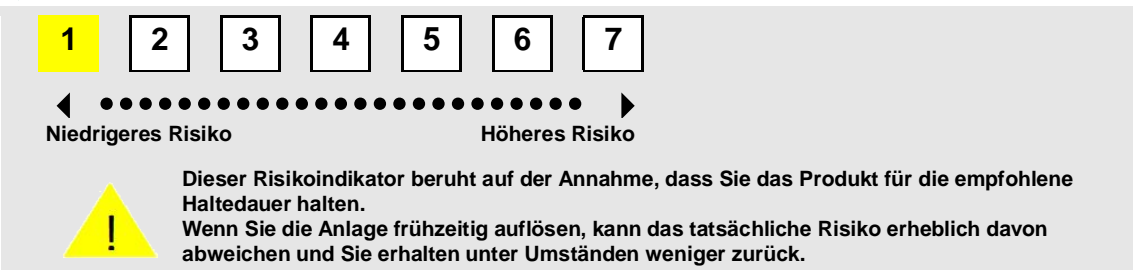 1 2 3 4 5 6 7
Niedrigeres Risiko Höheres Risiko
Dieser Risikoindikator beruht auf der Annahme, dass Sie das Produkt für die empfohlene
Haltedauer halten.
Wenn Sie die Anlage frühzeitig auflösen, kann das tatsächliche Risiko erheblich davon
abweichen und Sie erhalten unter Umständen weniger zurück.
!